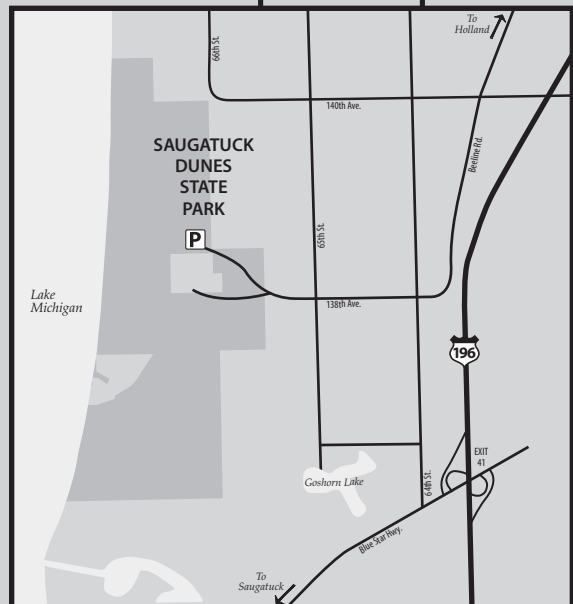 To
Holland
66th St.
140th Ave.
SAUGATUCK
DUNES
STATE
PARK
Beeline Rd.
P
65th St.
Lake
Michigan
138th Ave.
196
EXIT
41
Goshorn Lake
64th St.
Blue Star Hwy.
To
Saugatuck